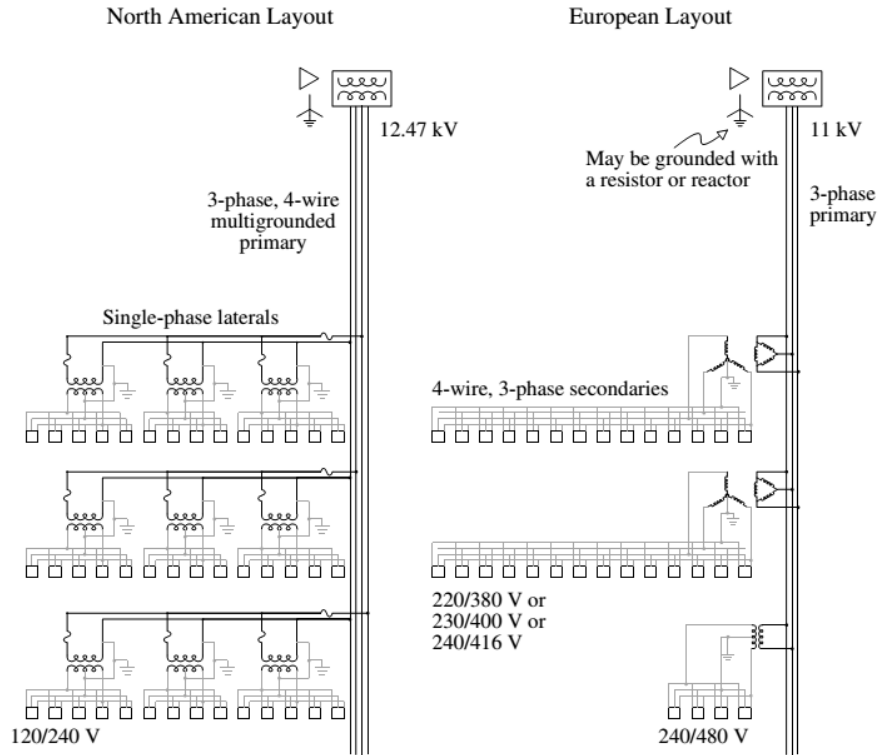 North American Layout
12.47 kV
3-phase, 4-wire
multigrounded
primary
Single-phase laterals
120/240 V
European Layout
11 kV
May be grounded with
a resistor or reactor
3-phase
primary
4-wire, 3-phase secondaries
220/380 V or
230/400 V or
240/416 V
240/480 V